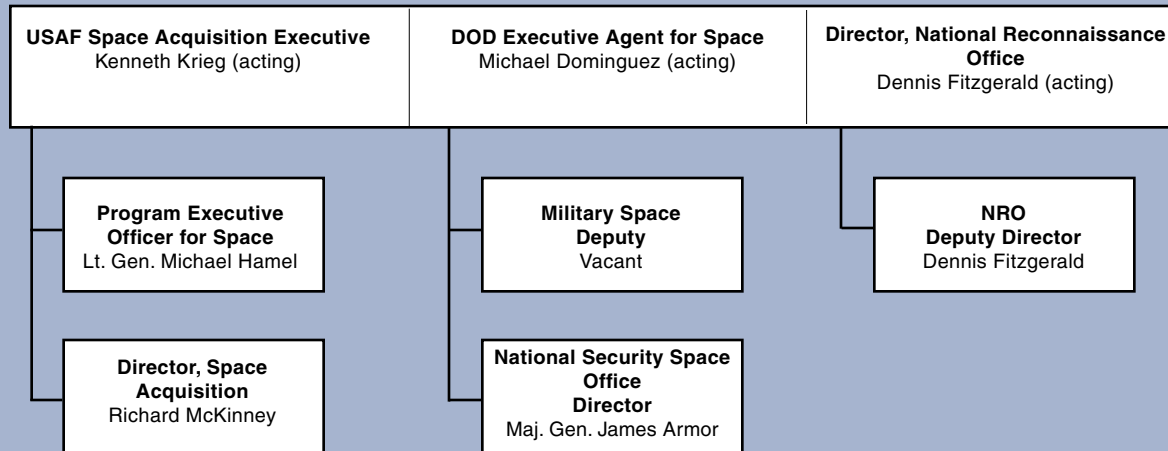 USAF Space Acquisition Executive
Kenneth Krieg (acting)
DOD Executive Agent for Space
Michael Dominguez (acting)
Director, National Reconnaissance
Office
Dennis Fitzgerald (acting)
Program Executive
Officer for Space
Lt. Gen. Michael Hamel
Military Space
Deputy
Vacant
NRO
Deputy Director
Dennis Fitzgerald
Director, Space
Acquisition
Richard McKinney
National Security Space
Office
Director
Maj. Gen. James Armor